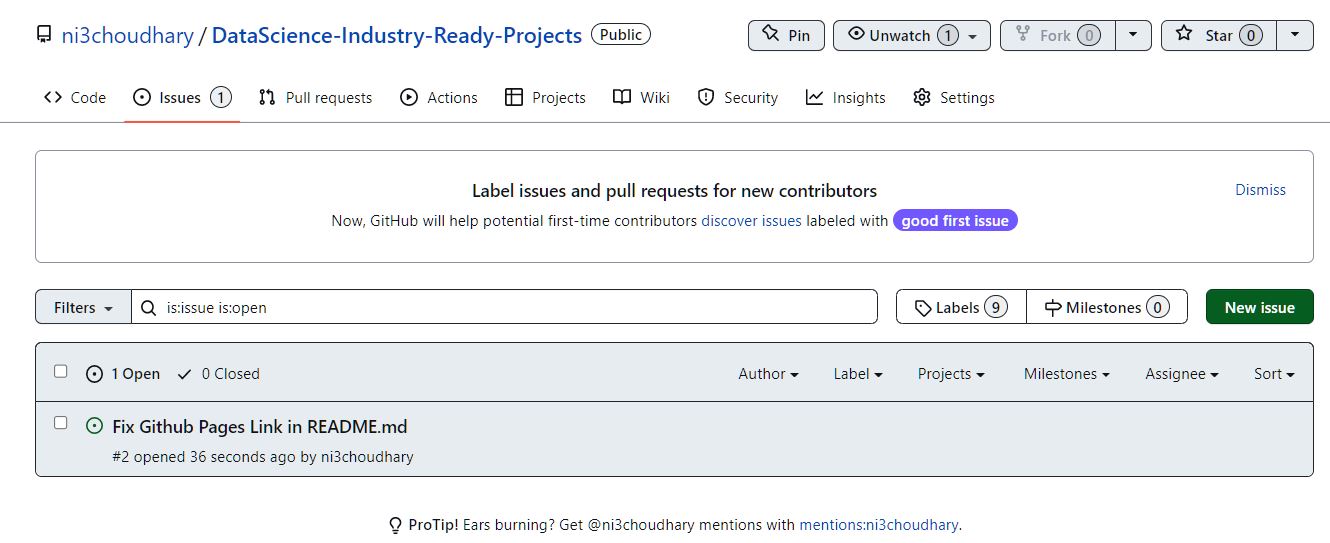 ni3choudhary / DataScience-Industry-Ready-Projects Public Pin Unwatch 1 Fork 0 Star 0
Code Issues 1 Pull requests Actions Projects Wiki Security Insights Settings
Label issues and pull requests for new contributors Dismiss
Now, GitHub will help potential first-time contributors discover issues labeled with good first issue
Filters is:issue is:open Labels 9 Milestones 0 New issue
1 Open 0 Closed Author Label Projects Milestones Assignee Sort
Fix Github Pages Link in README.md
#2 opened 36 seconds ago by ni3choudhary
ProTip! Ears burning? Get @ni3choudhary mentions with mentions:ni3choudhary.